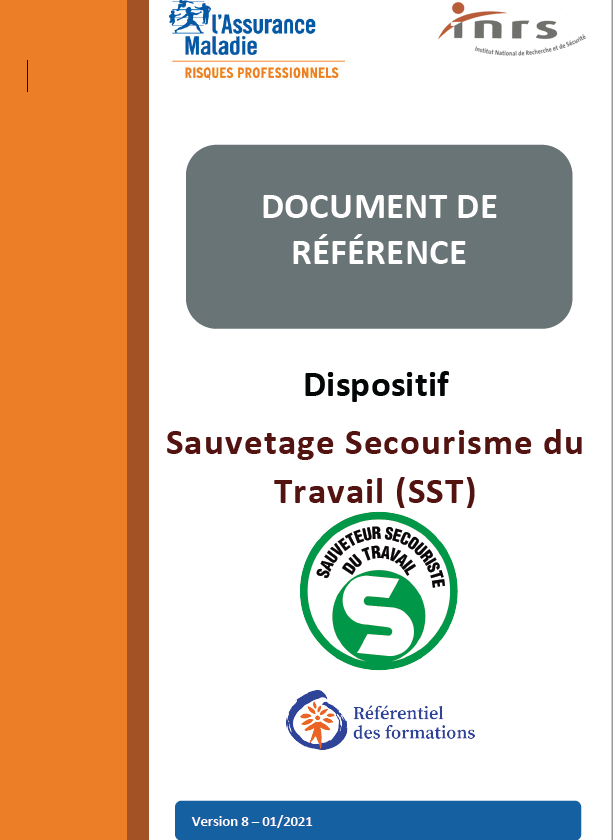 l'Assurance
Maladie
RISQUES PROFESSIONNELS
inrs
Institut National de Recherche et de Sécurité
DOCUMENT DE
RÉFÉRENCE
Dispositif
Sauvetage Secourisme du
Travail (SST)
SAUVETEUR SECOURISTE
DU TRAVAIL
S
Référentiel
des formations
Version 8 – 01/2021